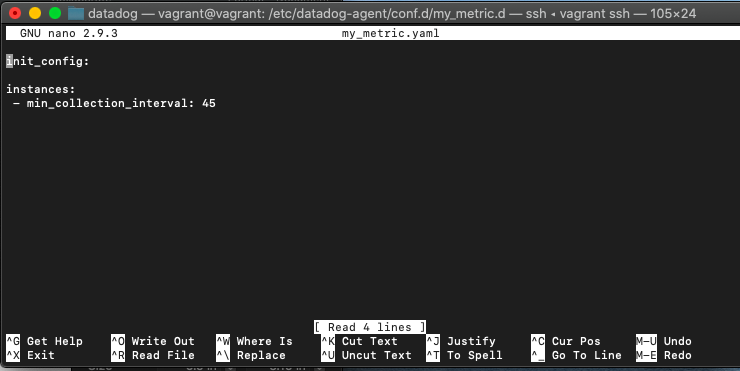 datadog — vagrant@vagrant: /etc/datadog-agent/conf.d/my_metric.d — ssh ◂ vagrant ssh — 105×24
GNU nano 2.9.3 my_metric.yaml
init_config:
instances:
 - min_collection_interval: 45
[ Read 4 lines ]
^G Get Help ^O Write Out ^W Where Is ^K Cut Text ^J Justify ^C Cur Pos M-U Undo
^X Exit ^R Read File ^\ Replace ^U Uncut Text ^T To Spell ^_ Go To Line M-E Redo